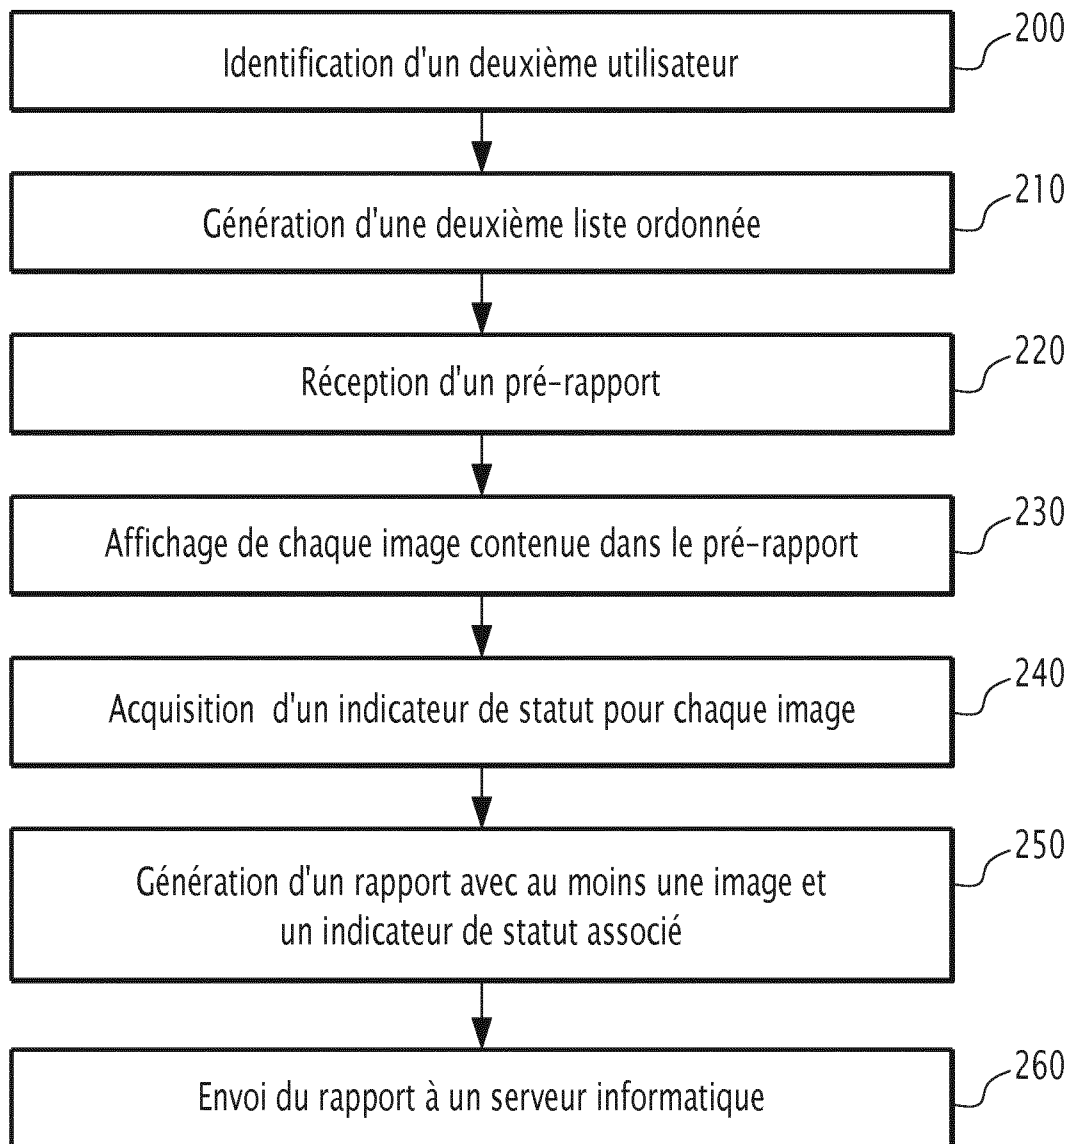 200
Identification d'un deuxième utilisateur
210
Génération d'une deuxième liste ordonnée
220
Réception d'un pré-rapport
230
Affichage de chaque image contenue dans le pré-rapport
240
Acquisition d'un indicateur de statut pour chaque image
250
Génération d'un rapport avec au moins une image et
un indicateur de statut associé
260
Envoi du rapport à un serveur informatique